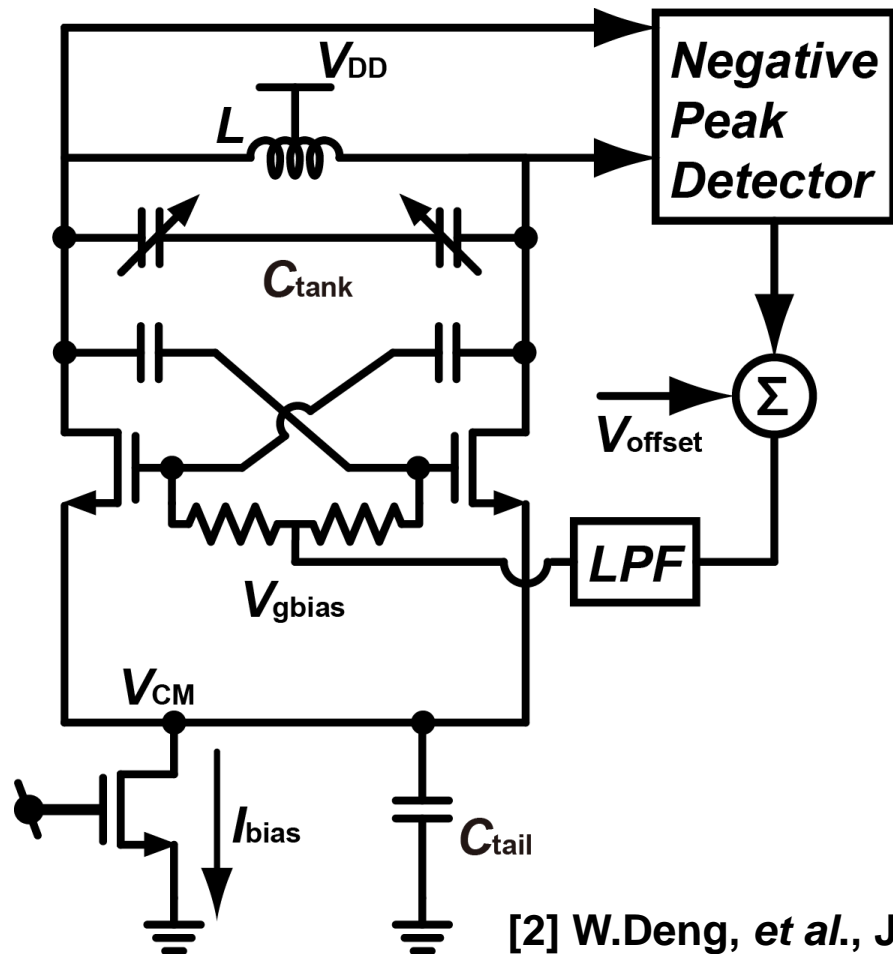 Negative
Peak
Detector
VDD
L
Ctank
Voffset
Σ
LPF
Vgbias
VCM
Ibias
Ctail
[2] W.Deng, et al., J